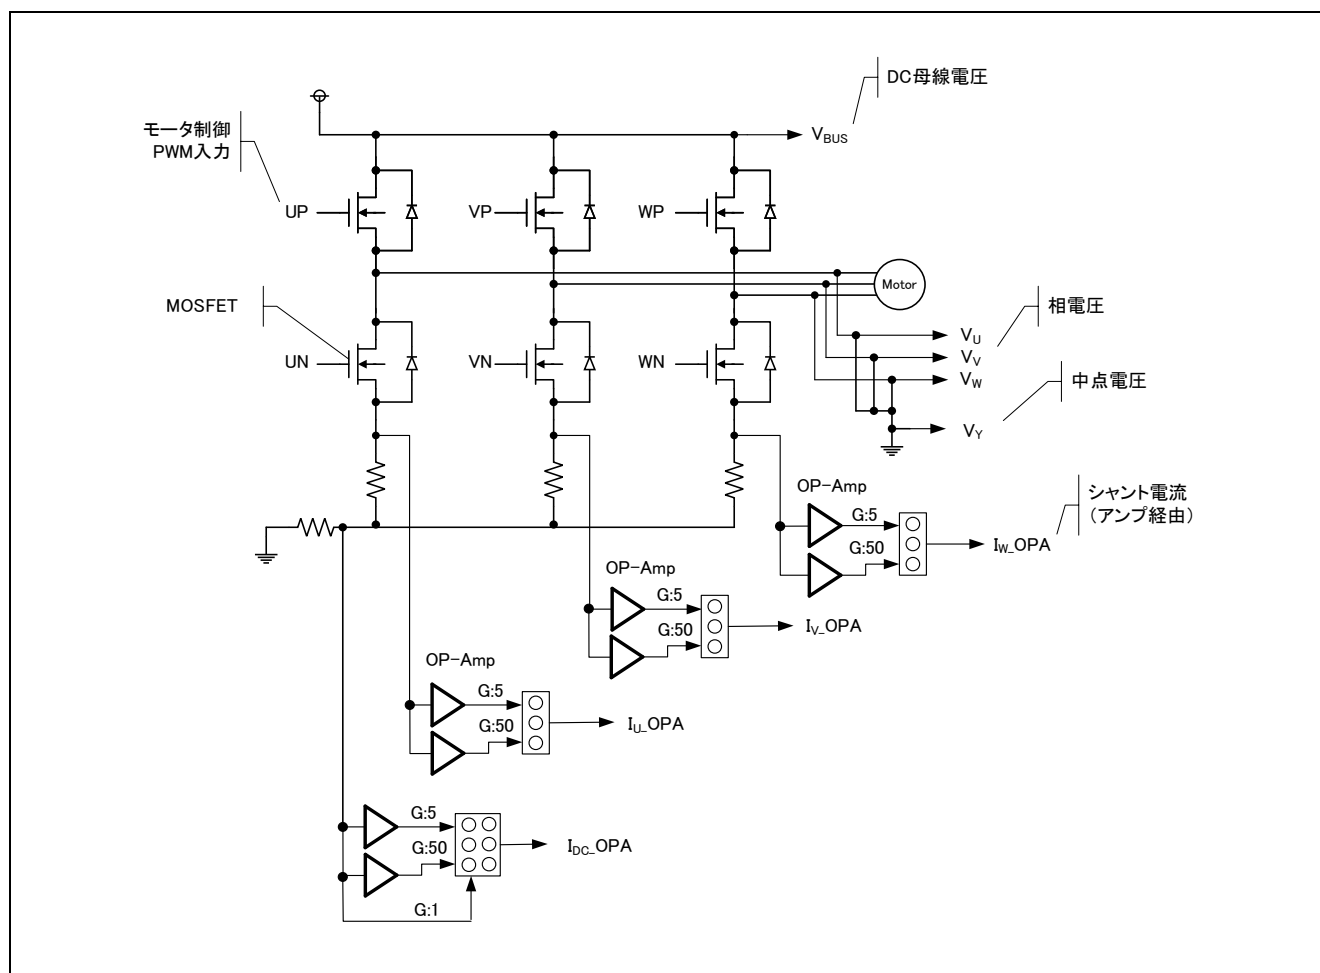 DC母線電圧
モータ制御
PWM入力
VBUS
UP
VP
WP
Motor
MOSFET
相電圧
VU
UN
VN
WN
VV
VW
中点電圧
VY
OP-Amp
シャント電流
(アンプ経由)
G:5
G:50
IW_OPA
OP-Amp
G:5
G:50
IV_OPA
OP-Amp
G:5
G:50
IU_OPA
G:5
G:50
IDC_OPA
G:1